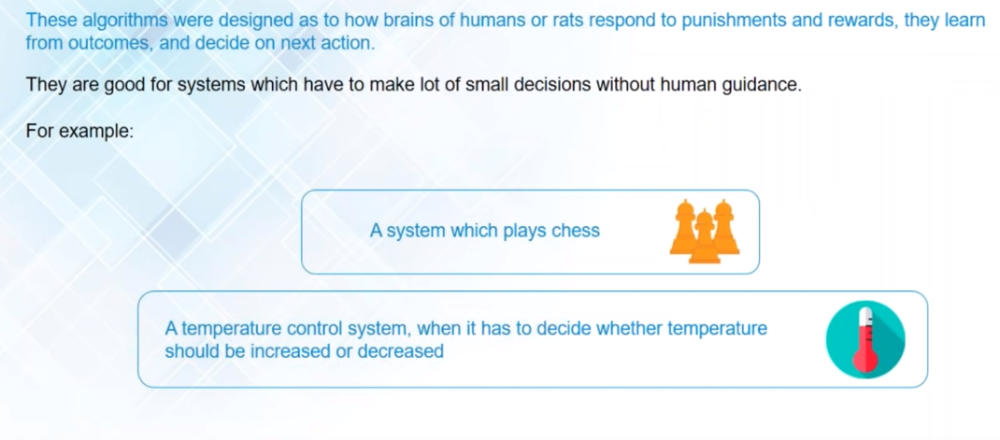 These algorithms were designed as to how brains of humans or rats respond to punishments and rewards, they learn
from outcomes, and decide on next action.
They are good for systems which have to make lot of small decisions without human guidance.
For example:
A system which plays chess
A temperature control system, when it has to decide whether temperature
should be increased or decreased